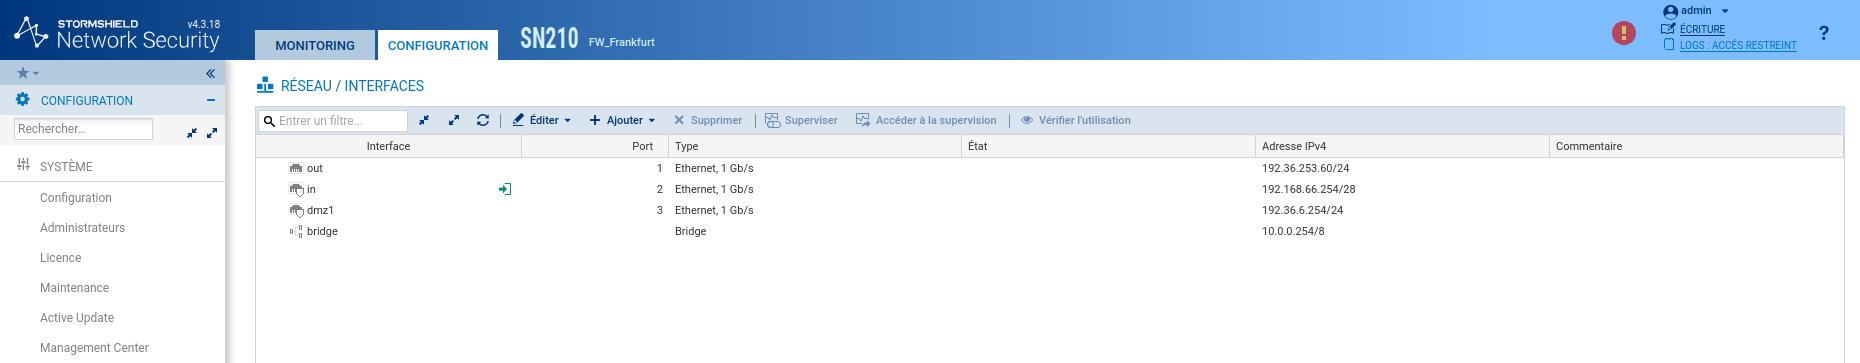 STORMSHIELD v4.3.18
Network Security
MONITORING CONFIGURATION SN210 FW_Frankfurt
admin
ÉCRITURE
LOGS : ACCÉS RESTREINT
?
CONFIGURATION
Rechercher...
SYSTÈME
Configuration
Administrateurs
Licence
Maintenance
Active Update
Management Center
RÉSEAU / INTERFACES
Entrer un filtre... Éditer Ajouter Supprimer Superviser Accéder à la supervision Vérifier l'utilisation
Interface Port Type État Adresse IPv4 Commentaire
out 1 Ethernet, 1 Gb/s 192.36.253.60/24
in 2 Ethernet, 1 Gb/s 192.168.66.254/28
dmz1 3 Ethernet, 1 Gb/s 192.36.6.254/24
bridge Bridge 10.0.0.254/8